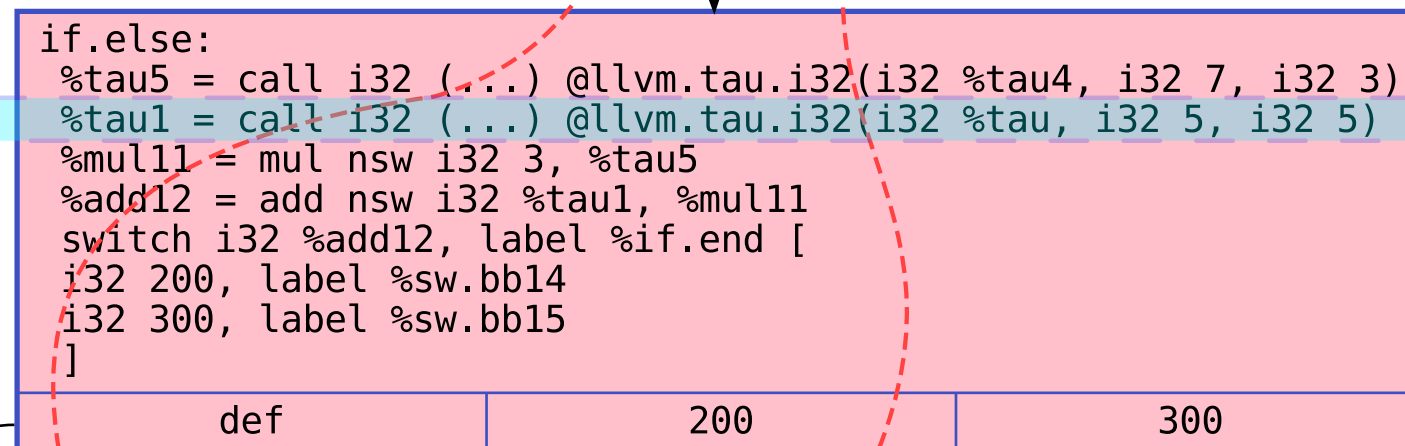 if.else:
%tau5 = call i32 (...) @llvm.tau.i32(i32 %tau4, i32 7, i32 3)
%tau1 = call i32 (...) @llvm.tau.i32(i32 %tau, i32 5, i32 5)
%mul11 = mul nsw i32 3, %tau5
%add12 = add nsw i32 %tau1, %mul11
switch i32 %add12, label %if.end [
i32 200, label %sw.bb14
i32 300, label %sw.bb15
]
def 200 300